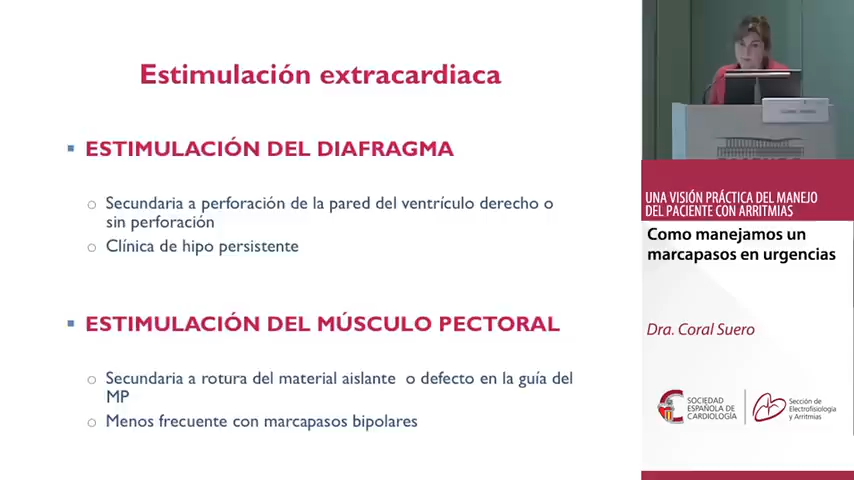 Estimulación extracardiaca
ESTIMULACIÓN DEL DIAFRAGMA
Secundaria a perforación de la pared del ventrículo derecho o
sin perforación
Clínica de hipo persistente
ESTIMULACIÓN DEL MÚSCULO PECTORAL
Secundaria a rotura del material aislante o defecto en la guía del
MP
Menos frecuente con marcapasos bipolares
UNA VISIÓN PRÁCTICA DEL MANEJO
DEL PACIENTE CON ARRITMIAS
Como manejamos un
marcapasos en urgencias
Dra. Coral Suero
SOCIEDAD
ESPAÑOLA DE
CARDIOLOGÍA
Sección de
Electrofisiología
y Arritmias